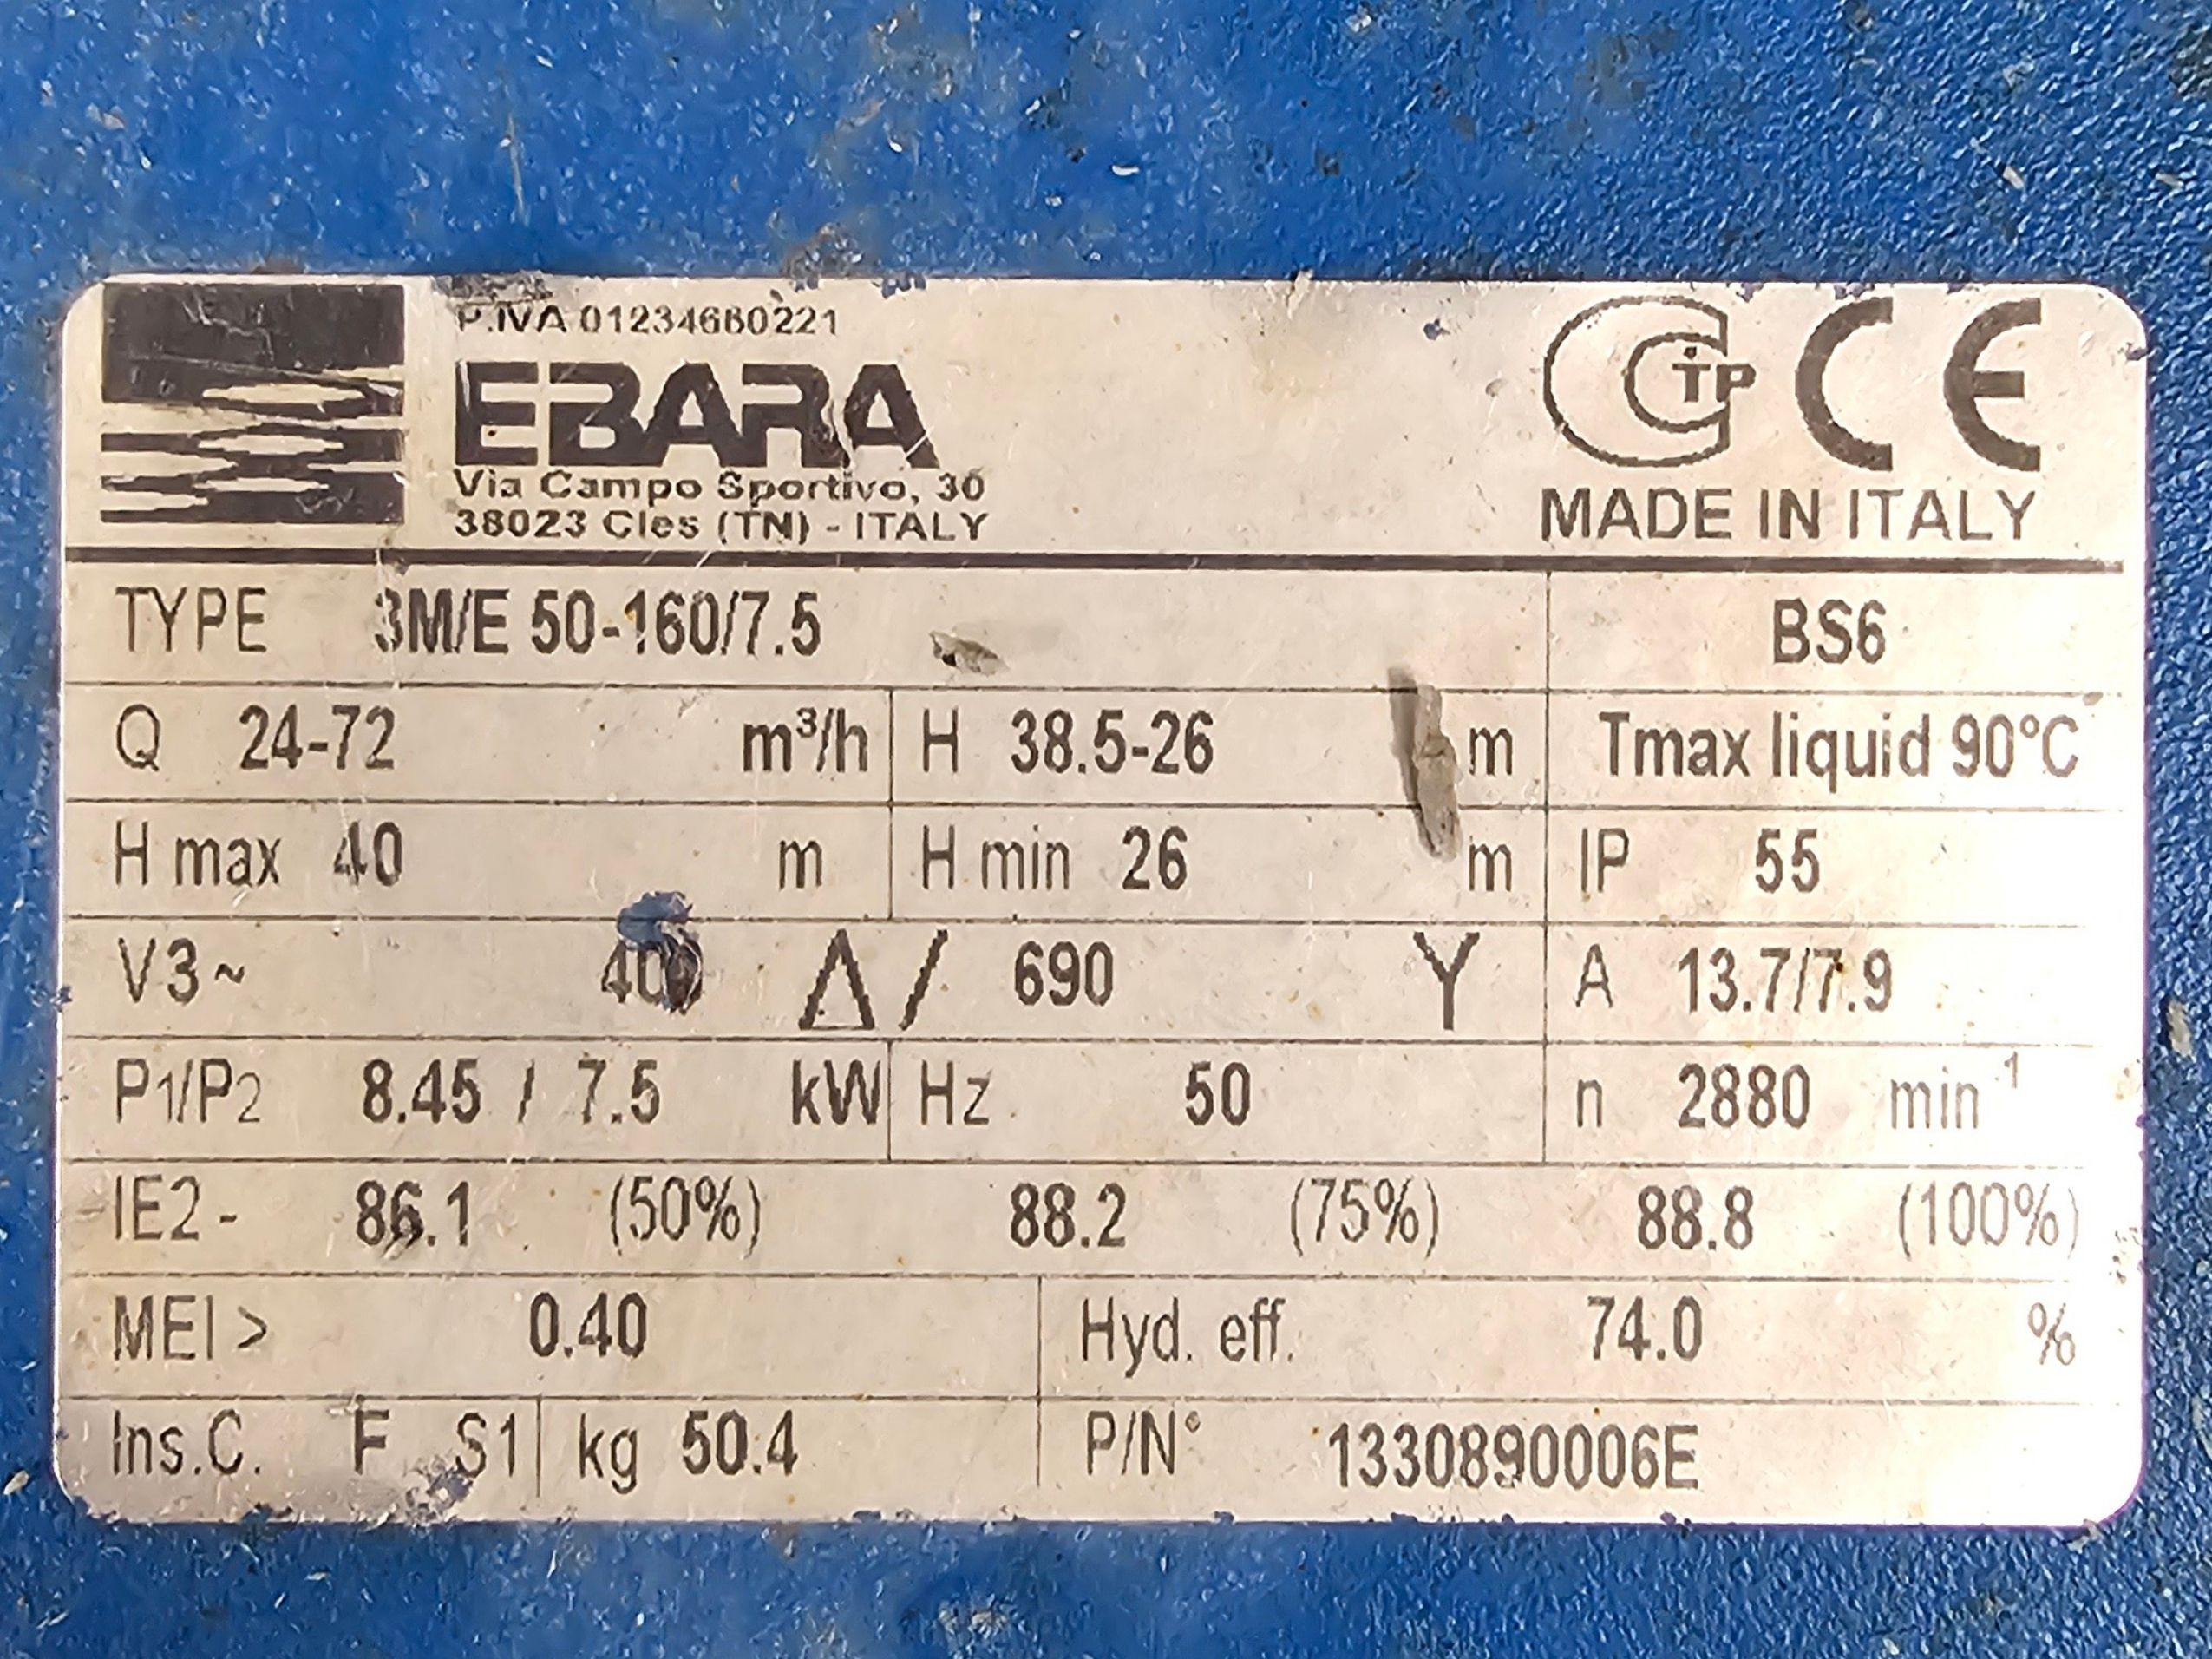 P.IVA 01234660221
EBARA
Via Campo Sportivo, 30
38023 Cles (TN) - ITALY
TP CE
MADE IN ITALY
TYPE 3M/E 50-160/7.5 BS6
Q 24-72 m³/h H 38.5-26 m Tmax liquid 90°C
H max 40 m H min 26 m IP 55
V3~ 400 Δ / 690 Y A 13.7/7.9
P1/P2 8.45 / 7.5 kW Hz 50 n 2880 min⁻¹
IE2 - 86.1 (50%) 88.2 (75%) 88.8 (100%)
MEI > 0.40 Hyd. eff. 74.0 %
Ins.C. F S1 kg 50.4 P/N° 1330890006E